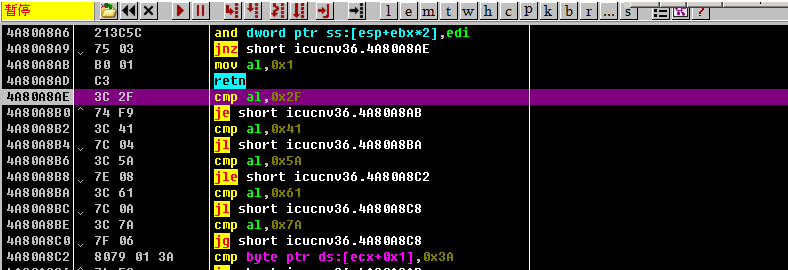 暂停 l e m t w h c p k b r ... s ?
4A80A8A6 213C5C and dword ptr ss:[esp+ebx*2],edi
4A80A8A9 75 03 jnz short icucnv36.4A80A8AE
4A80A8AB B0 01 mov al,0x1
4A80A8AD C3 retn
4A80A8AE 3C 2F cmp al,0x2F
4A80A8B0 74 F9 je short icucnv36.4A80A8AB
4A80A8B2 3C 41 cmp al,0x41
4A80A8B4 7C 04 jl short icucnv36.4A80A8BA
4A80A8B6 3C 5A cmp al,0x5A
4A80A8B8 7E 08 jle short icucnv36.4A80A8C2
4A80A8BA 3C 61 cmp al,0x61
4A80A8BC 7C 0A jl short icucnv36.4A80A8C8
4A80A8BE 3C 7A cmp al,0x7A
4A80A8C0 7F 06 jg short icucnv36.4A80A8C8
4A80A8C2 8079 01 3A cmp byte ptr ds:[ecx+0x1],0x3A